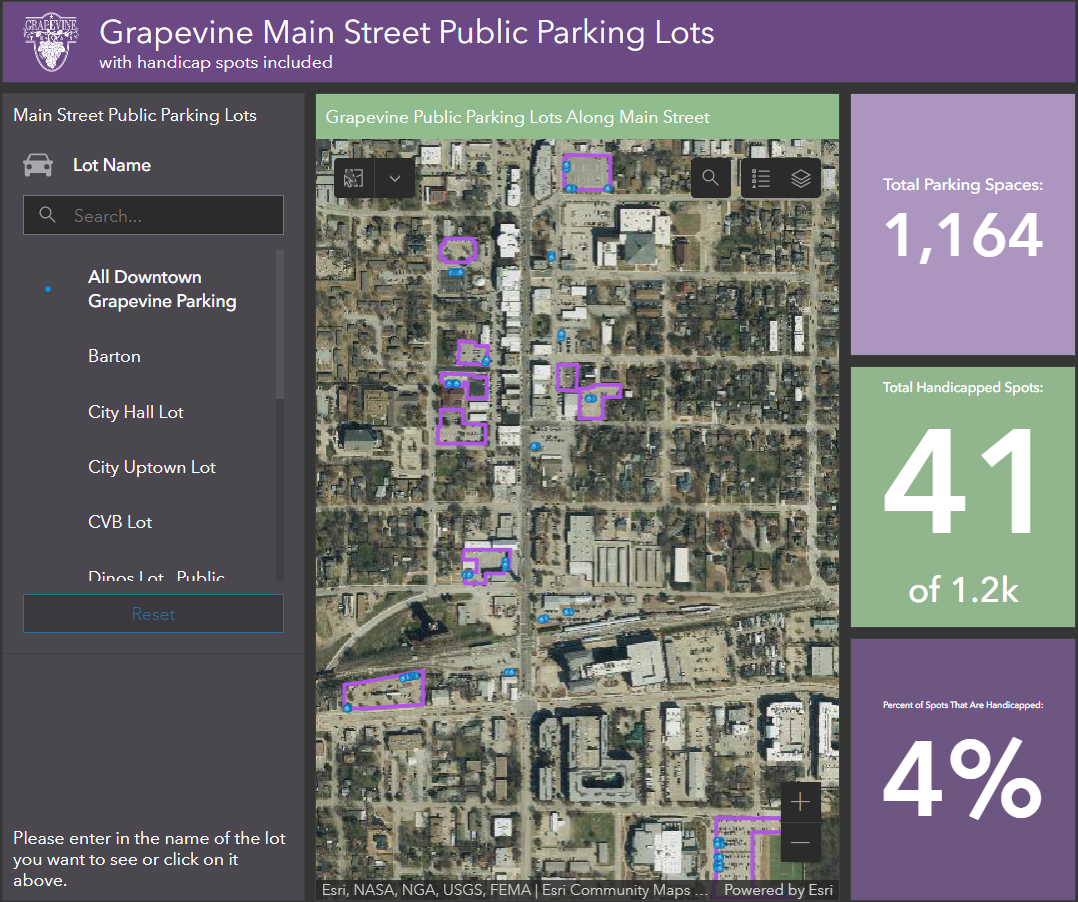 GRAPEVINE
Grapevine Main Street Public Parking Lots
with handicap spots included
Main Street Public Parking Lots
Lot Name
Search...
All Downtown
Grapevine Parking
Barton
City Hall Lot
City Uptown Lot
CVB Lot
Dinos Lot_Public
Reset
Please enter in the name of the lot
you want to see or click on it
above.
Grapevine Public Parking Lots Along Main Street
Esri, NASA, NGA, USGS, FEMA | Esri Community Maps ...
Powered by Esri
Total Parking Spaces:
1,164
Total Handicapped Spots:
41
of 1.2k
Percent of Spots That Are Handicapped:
4%